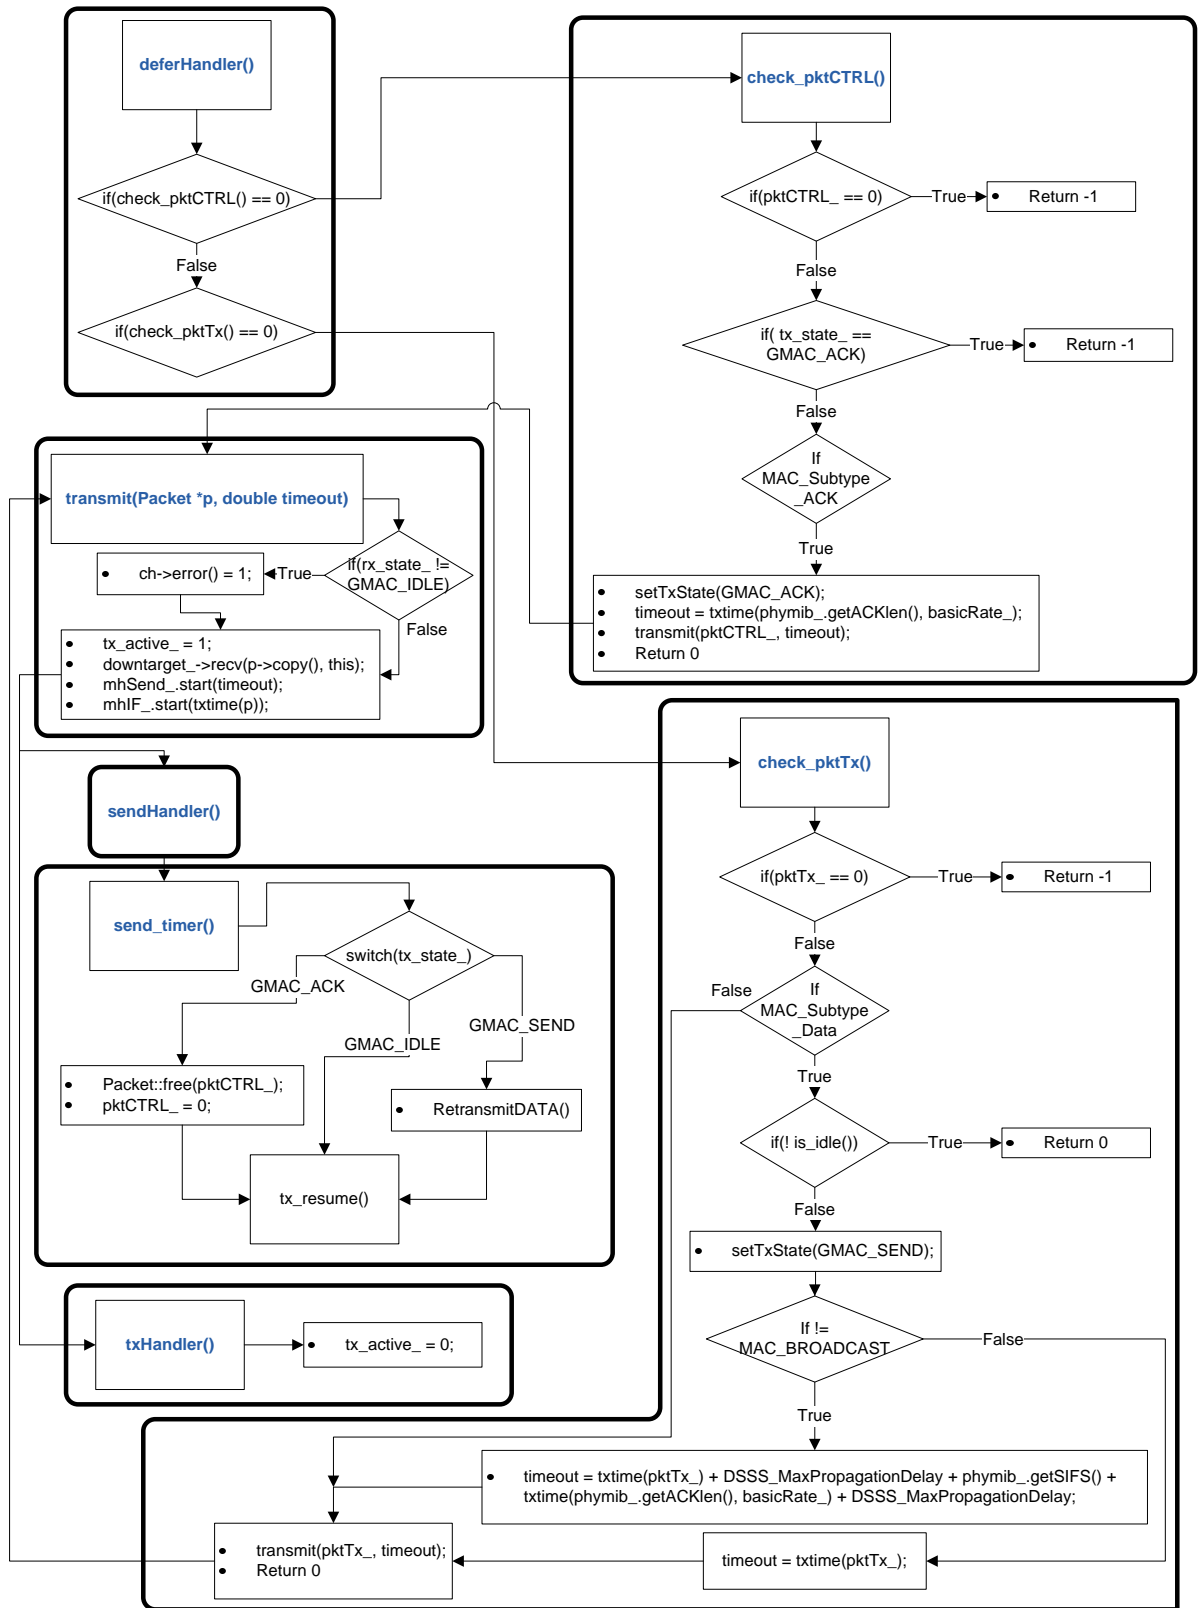 deferHandler()
if(check_pktCTRL() == 0)
False
if(check_pktTx() == 0)
check_pktCTRL()
if(pktCTRL_ == 0)
True
• Return -1
False
if( tx_state_ ==
GMAC_ACK)
True
• Return -1
False
If
MAC_Subtype
_ACK
True
• setTxState(GMAC_ACK);
• timeout = txtime(phymib_.getACKlen(), basicRate_);
• transmit(pktCTRL_, timeout);
• Return 0
transmit(Packet *p, double timeout)
if(rx_state_ !=
GMAC_IDLE)
True
• ch->error() = 1;
False
• tx_active_ = 1;
• downtarget_->recv(p->copy(), this);
• mhSend_.start(timeout);
• mhIF_.start(txtime(p));
sendHandler()
send_timer()
switch(tx_state_)
GMAC_ACK
GMAC_IDLE
GMAC_SEND
• Packet::free(pktCTRL_);
• pktCTRL_ = 0;
• RetransmitDATA()
tx_resume()
txHandler()
• tx_active_ = 0;
check_pktTx()
if(pktTx_ == 0)
True
• Return -1
False
If
MAC_Subtype
_Data
False
True
if(! is_idle())
True
• Return 0
False
• setTxState(GMAC_SEND);
If !=
MAC_BROADCAST
False
True
• timeout = txtime(pktTx_) + DSSS_MaxPropagationDelay + phymib_.getSIFS() +
txtime(phymib_.getACKlen(), basicRate_) + DSSS_MaxPropagationDelay;
• transmit(pktTx_, timeout);
• Return 0
timeout = txtime(pktTx_);